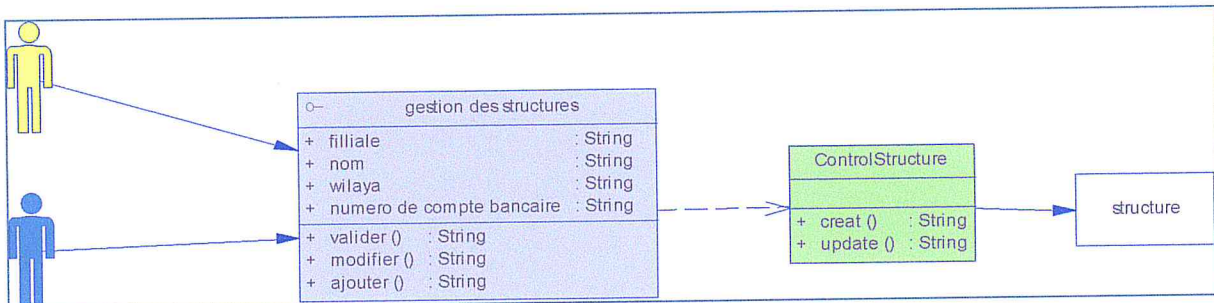 gestion des structures
+ filliale : String
+ nom : String
+ wilaya : String
+ numero de compte bancaire : String
+ valider () : String
+ modifier () : String
+ ajouter () : String
ControlStructure
+ creat () : String
+ update () : String
structure